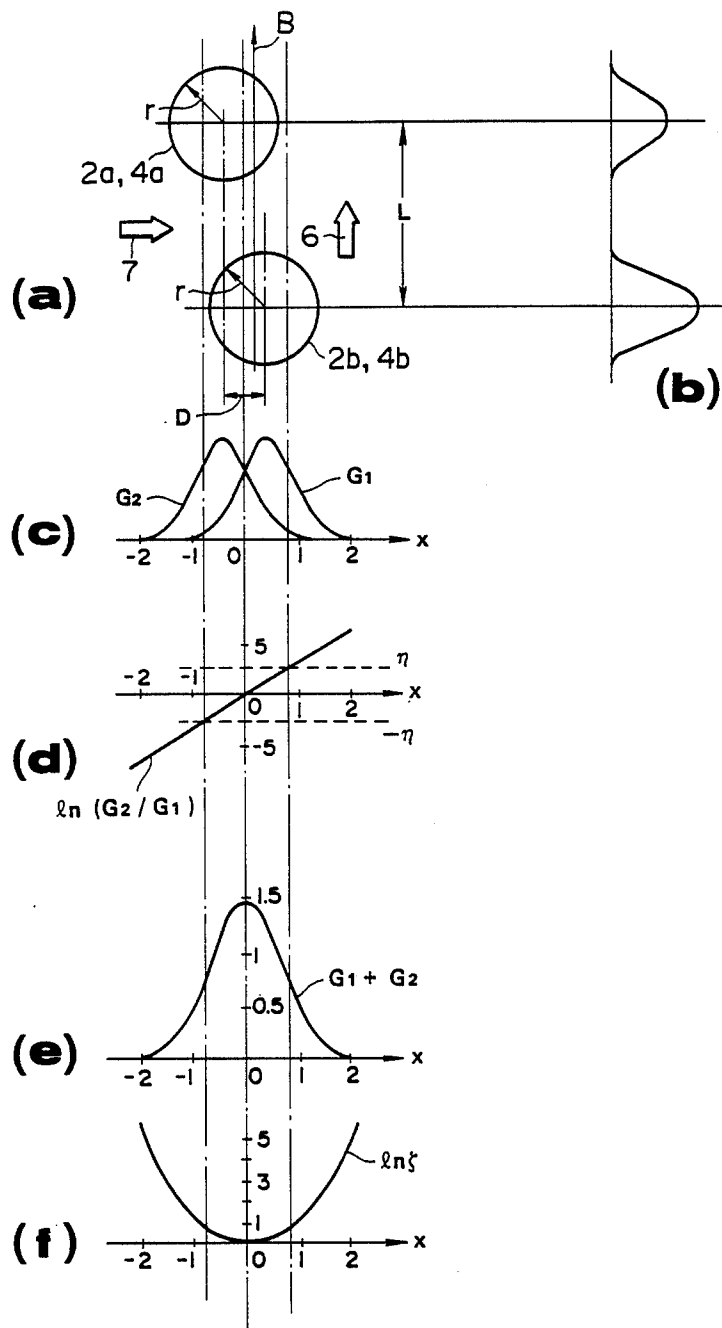 B
r
2a, 4a
7
6
L
(a)
r
2b, 4b
(b)
D
G2
G1
(c)
-2 -1 0 1 2 x
5
η
-2 -1 0 1 2 x
-η
-5
(d)
ℓn (G2 / G1)
1.5
1
G1 + G2
0.5
(e)
-2 -1 0 1 2 x
5
ℓnζ
3
1
(f)
-2 -1 0 1 2 x